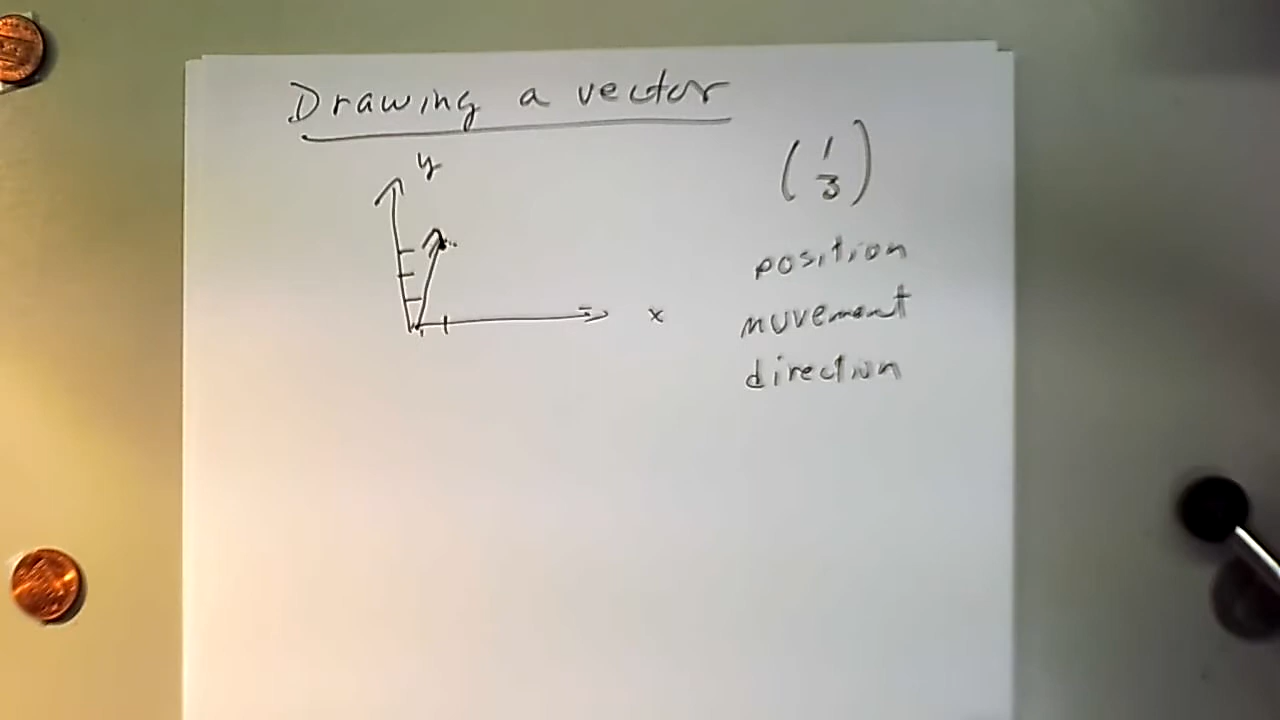 Drawing a vector
y
(1
3)
position
muvement
direction
x